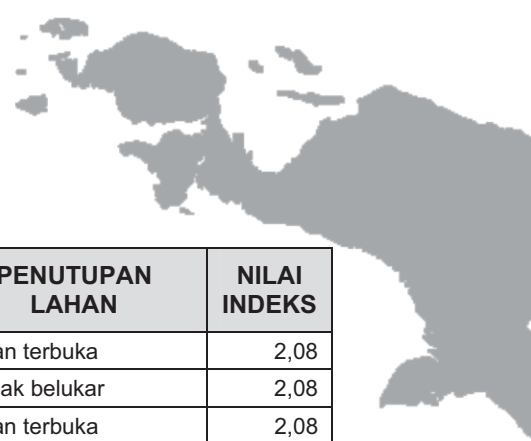 PENUTUPAN NILAI
LAHAN INDEKS
terbuka 2,08
belukar 2,08
terbuka 2,08